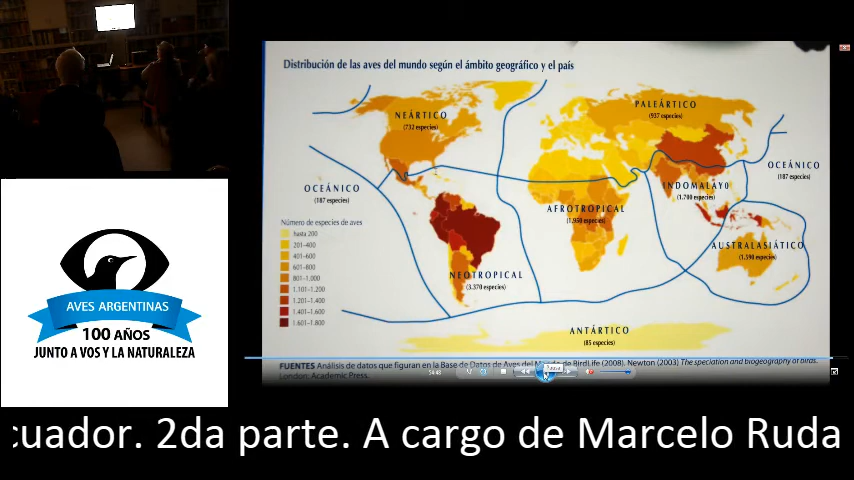 Distribución de las aves del mundo según el ámbito geográfico y el país
NEÁRTICO
(732 especies)
PALEÁRTICO
(937 especies)
OCEÁNICO
(187 especies)
OCEÁNICO
(187 especies)
INDOMALAYO
(1.700 especies)
AFROTROPICAL
(1.950 especies)
AUSTRALASIÁTICO
(1.590 especies)
NEOTROPICAL
(3.370 especies)
ANTÁRTICO
(85 especies)
Número de especies de aves
hasta 200
201–400
401–600
601–800
801–1.000
1.101–1.200
1.201–1.400
1.401–1.600
1.601–1.800
FUENTES Análisis de datos que figuran en la Base de Datos de Aves del Mundo de BirdLife (2008). Newton (2003) The speciation and biogeography of birds.
London: Academic Press.
AVES ARGENTINAS
100 AÑOS
JUNTO A VOS Y LA NATURALEZA
cuador. 2da parte. A cargo de Marcelo Ruda